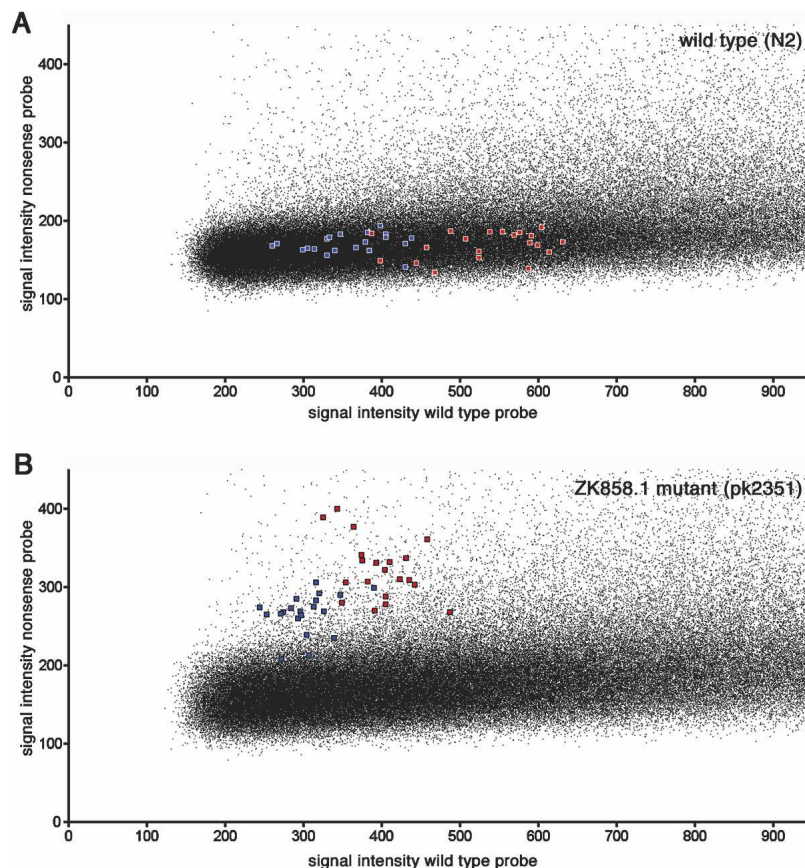 A
wild type (N2)
signal intensity nonsense probe
400
300
200
100
0
0 100 200 300 400 500 600 700 800 900
signal intensity wild type probe
B
ZK858.1 mutant (pk2351)
signal intensity nonsense probe
400
300
200
100
0
0 100 200 300 400 500 600 700 800 900
signal intensity wild type probe